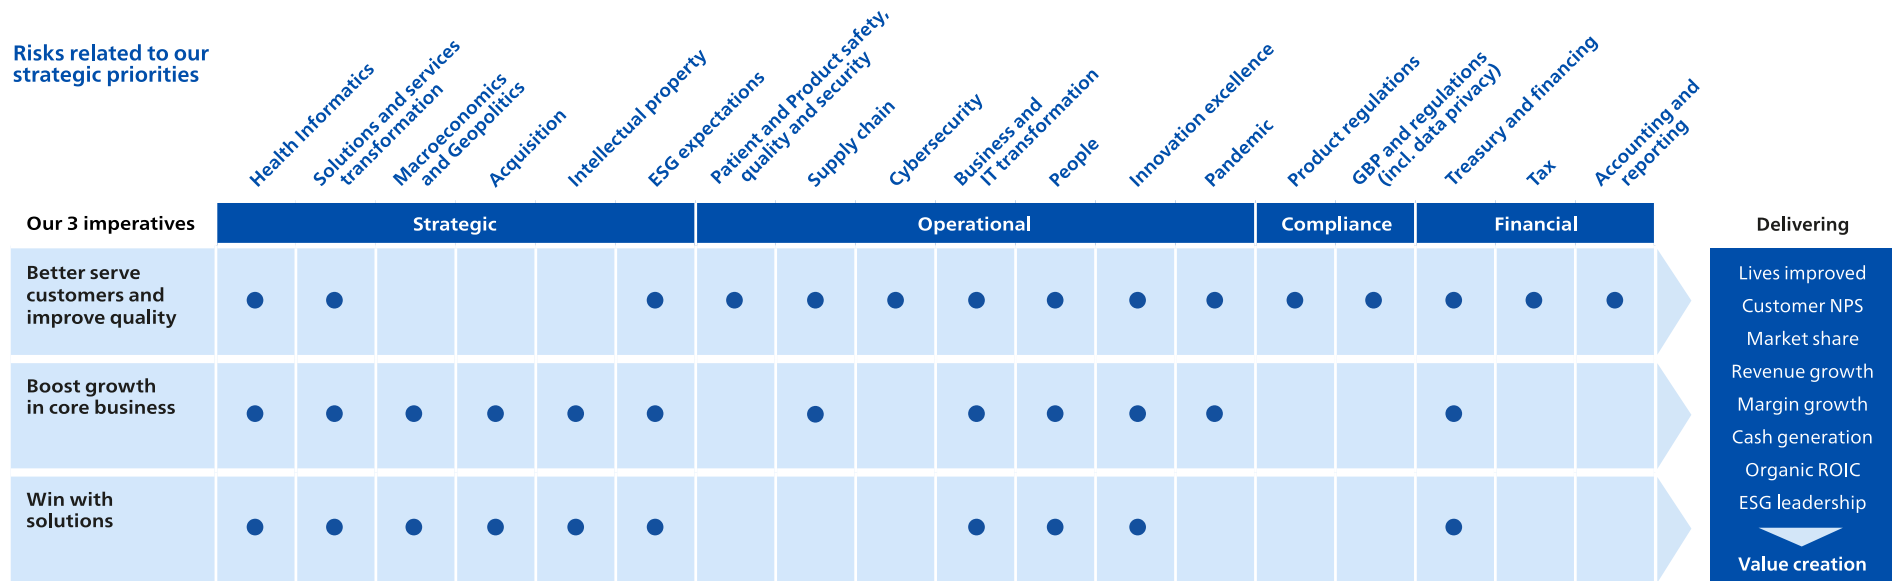 Risks related to our
strategic priorities
Health Informatics
Solutions and services
transformation
Macroeconomics
and Geopolitics
Acquisition
Intellectual property
ESG expectations
Patient and Product safety,
quality and security
Supply chain
Cybersecurity
Business and
IT transformation
People
Innovation excellence
Pandemic
Product regulations
GBP and regulations
(incl. data privacy)
Treasury and financing
Tax
Accounting and
reporting
Our 3 imperatives
Strategic
Operational
Compliance
Financial
Delivering
Better serve
customers and
improve quality
Boost growth
in core business
Win with
solutions
Lives improved
Customer NPS
Market share
Revenue growth
Margin growth
Cash generation
Organic ROIC
ESG leadership
Value creation